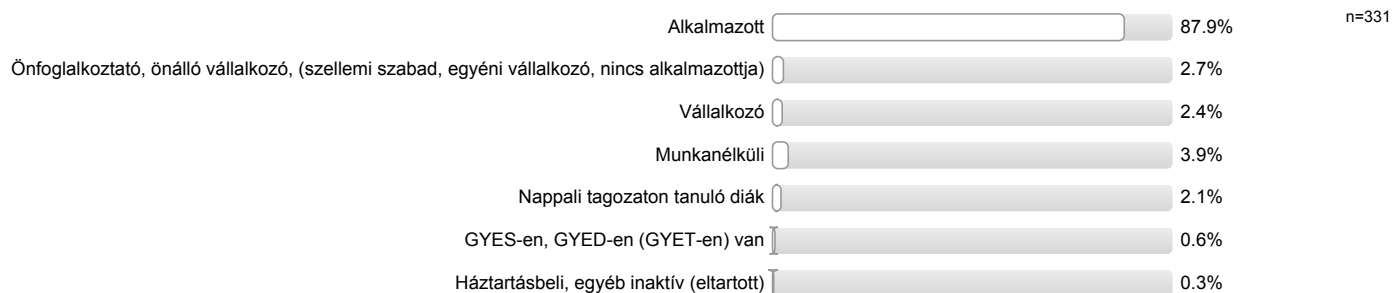 Alkalmazott 87.9% n=331
Önfoglalkoztató, önálló vállalkozó, (szellemi szabad, egyéni vállalkozó, nincs alkalmazottja) 2.7%
Vállalkozó 2.4%
Munkanélküli 3.9%
Nappali tagozaton tanuló diák 2.1%
GYES-en, GYED-en (GYET-en) van 0.6%
Háztartásbeli, egyéb inaktív (eltartott) 0.3%